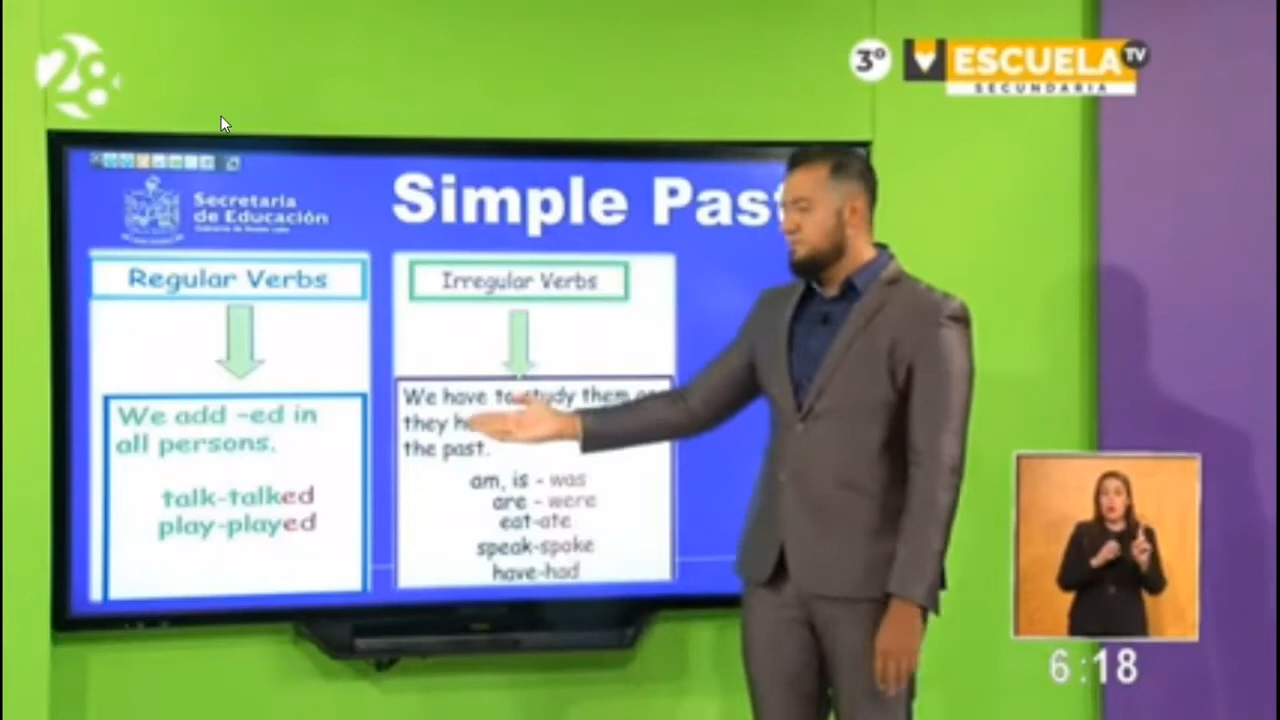 28
3° ESCUELA TV
SECUNDARIA
Secretaría
de Educación
Simple Past
Regular Verbs
We add -ed in
all persons.
talk-talked
play-played
Irregular Verbs
We have to study them
they
the past.
am, is - was
are - were
eat-ate
speak-spoke
have-had
6:18